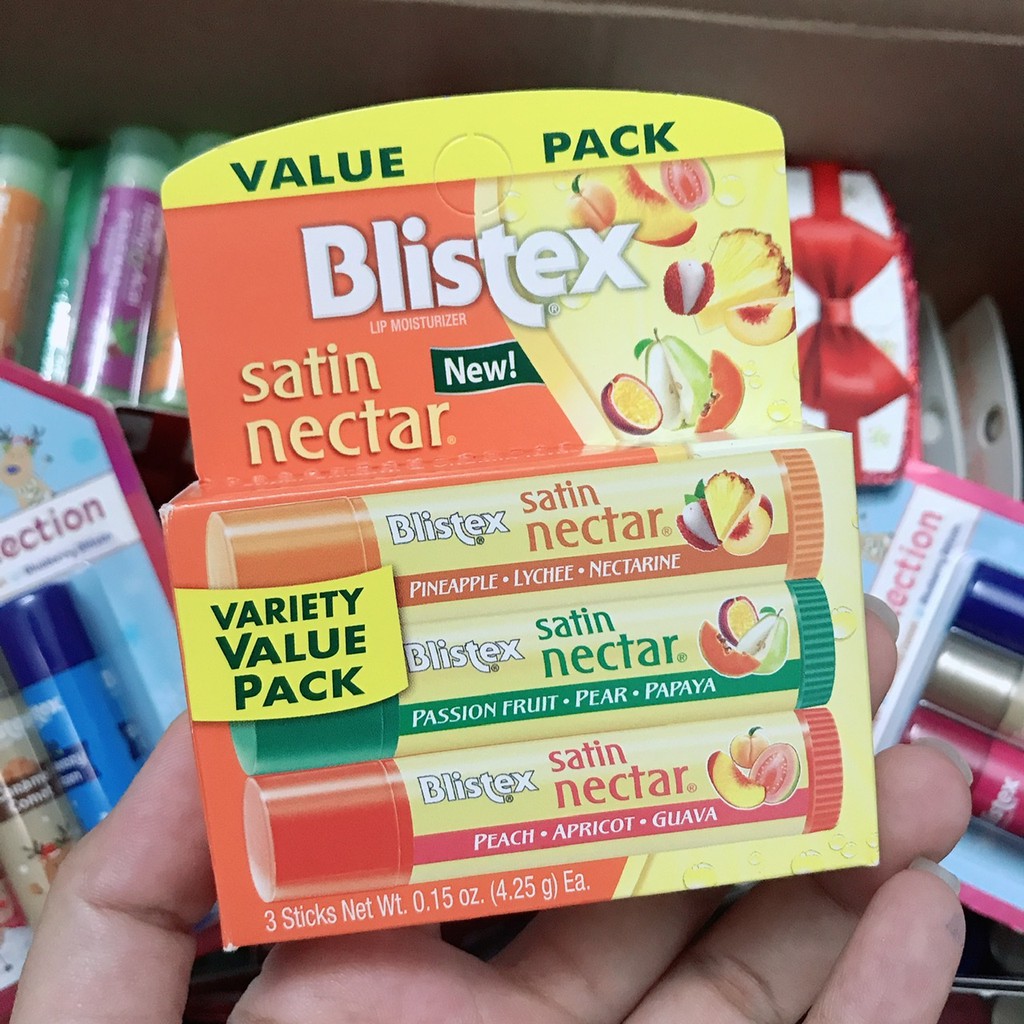 VALUE PACK
Blistex®
LIP MOISTURIZER
satin
nectar®
New!
Blistex® satin
nectar®
PINEAPPLE • LYCHEE • NECTARINE
VARIETY
VALUE
PACK
Blistex® satin
nectar®
PASSION FRUIT • PEAR • PAPAYA
Blistex® satin
nectar®
PEACH • APRICOT • GUAVA
3 Sticks Net Wt. 0.15 oz. (4.25 g) Ea.